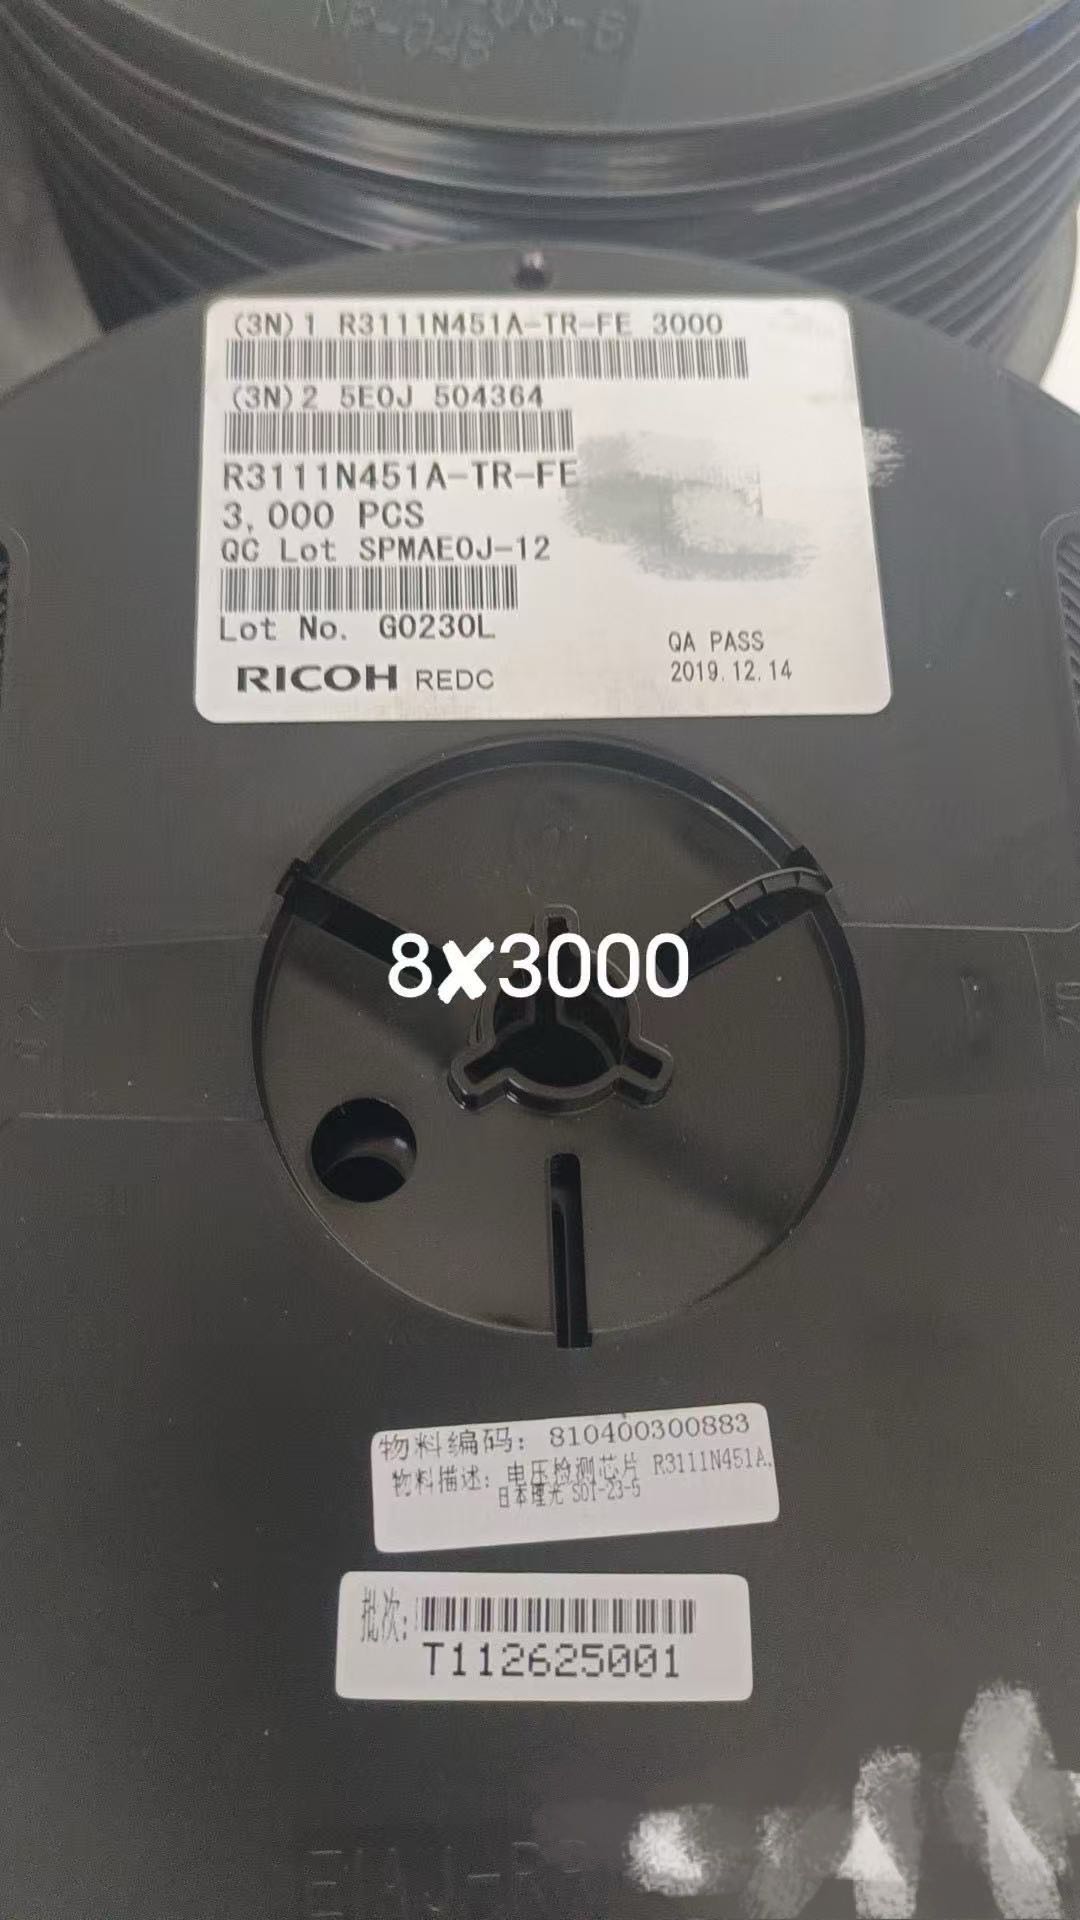 (3N)1 R3111N451A-TR-FE 3000
(3N)2 5E0J 504364
R3111N451A-TR-FE
3,000 PCS
QC Lot SPMAE0J-12
Lot No. G0230L
QA PASS
2019.12.14
RICOH REDC
8✘3000
物料编码: 810400300883
物料描述: 电压检测芯片 R3111N451A,
日本理光 SOT-23-5
批次:
T112625001